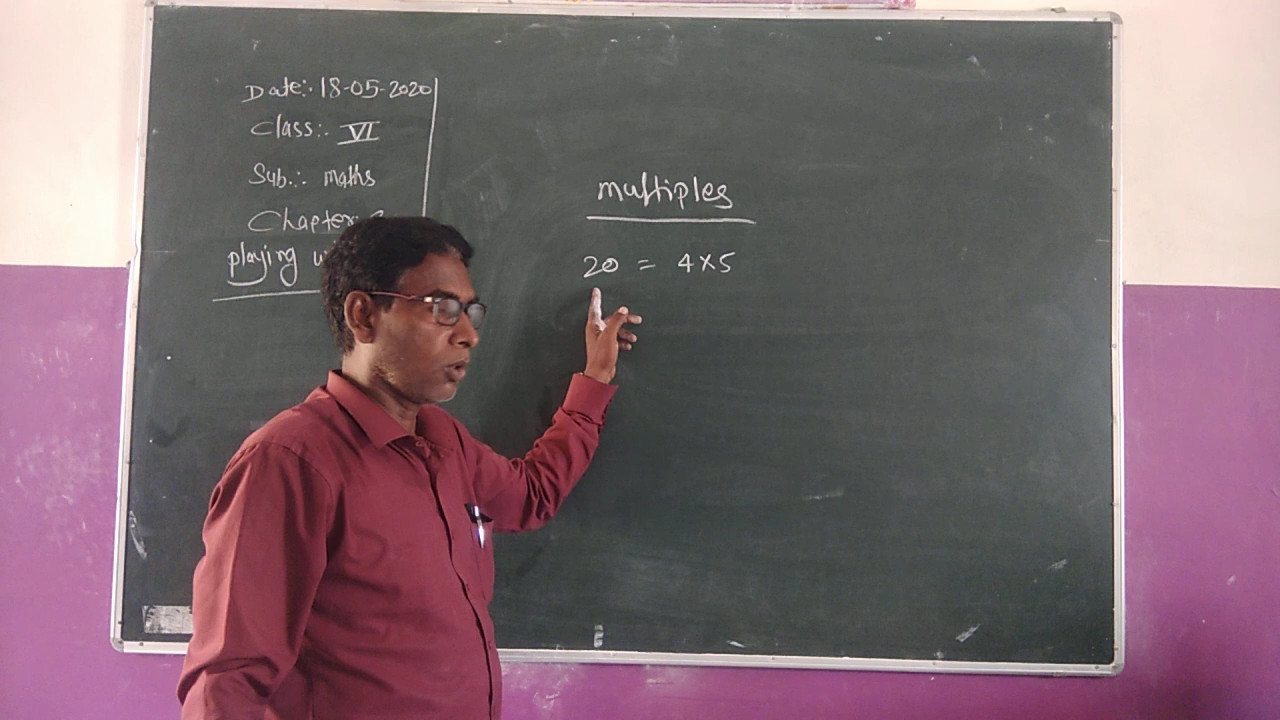 Date:. 18-05-2020
Class:. VI
Sub.:. maths
Chapter:
playing
multiples
20 = 4×5